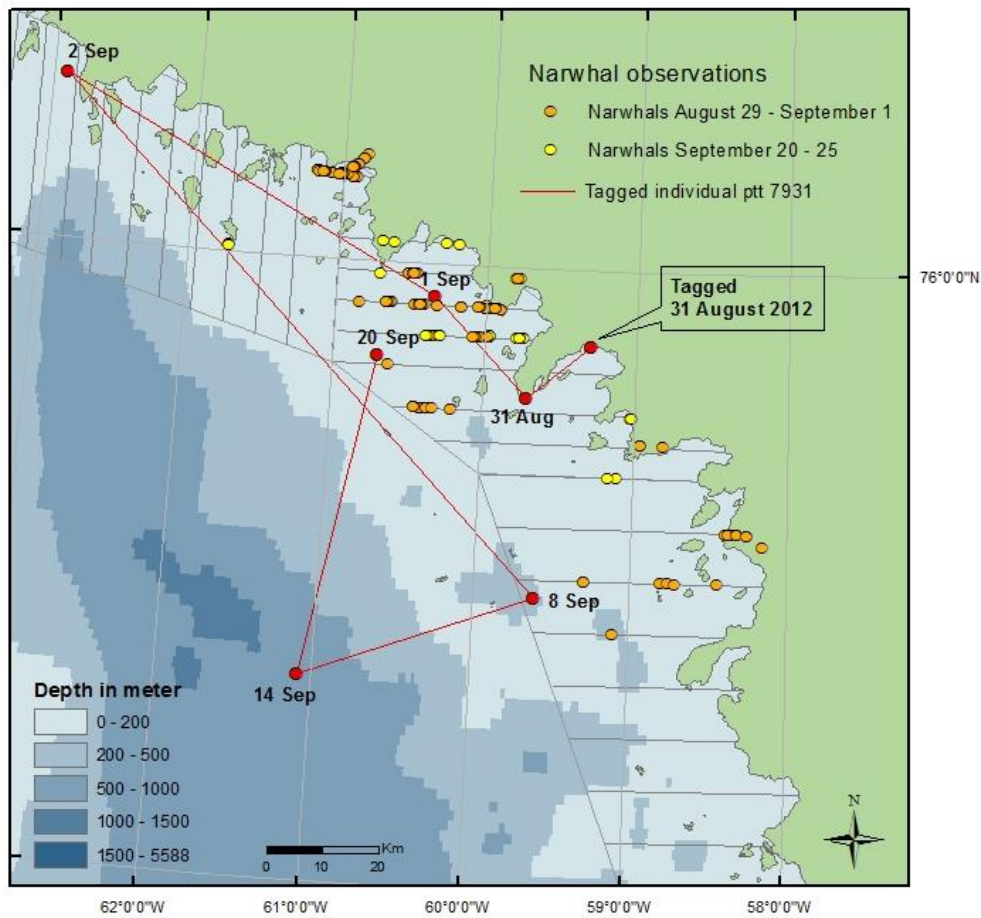 2 Sep
Narwhal observations
Narwhals August 29 - September 1
Narwhals September 20 - 25
Tagged individual ptt 7931
76°0'0"N
1 Sep
Tagged
31 August 2012
20 Sep
31 Aug
8 Sep
14 Sep
Depth in meter
0 - 200
200 - 500
500 - 1000
1000 - 1500
1500 - 5588
Km
0 10 20
N
62°0'0"W 61°0'0"W 60°0'0"W 59°0'0"W 58°0'0"W